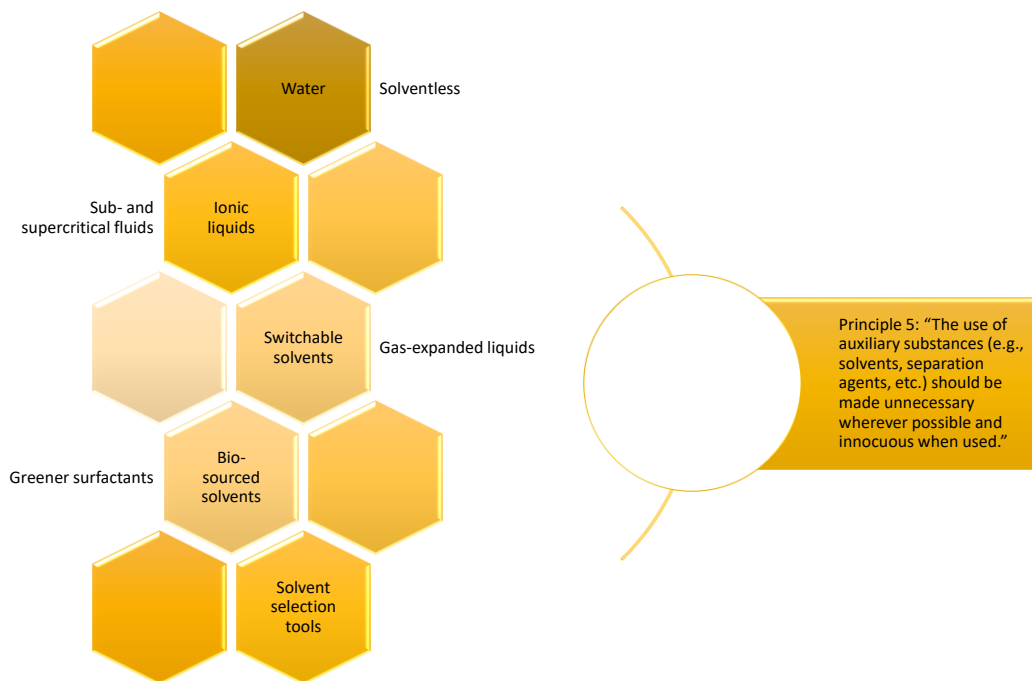 Water
Solventless
Sub- and
supercritical fluids
Ionic
liquids
Switchable
solvents
Gas-expanded liquids
Greener surfactants
Bio-
sourced
solvents
Solvent
selection
tools
Principle 5: “The use of
auxiliary substances (e.g.,
solvents, separation
agents, etc.) should be
made unnecessary
wherever possible and
innocuous when used.”